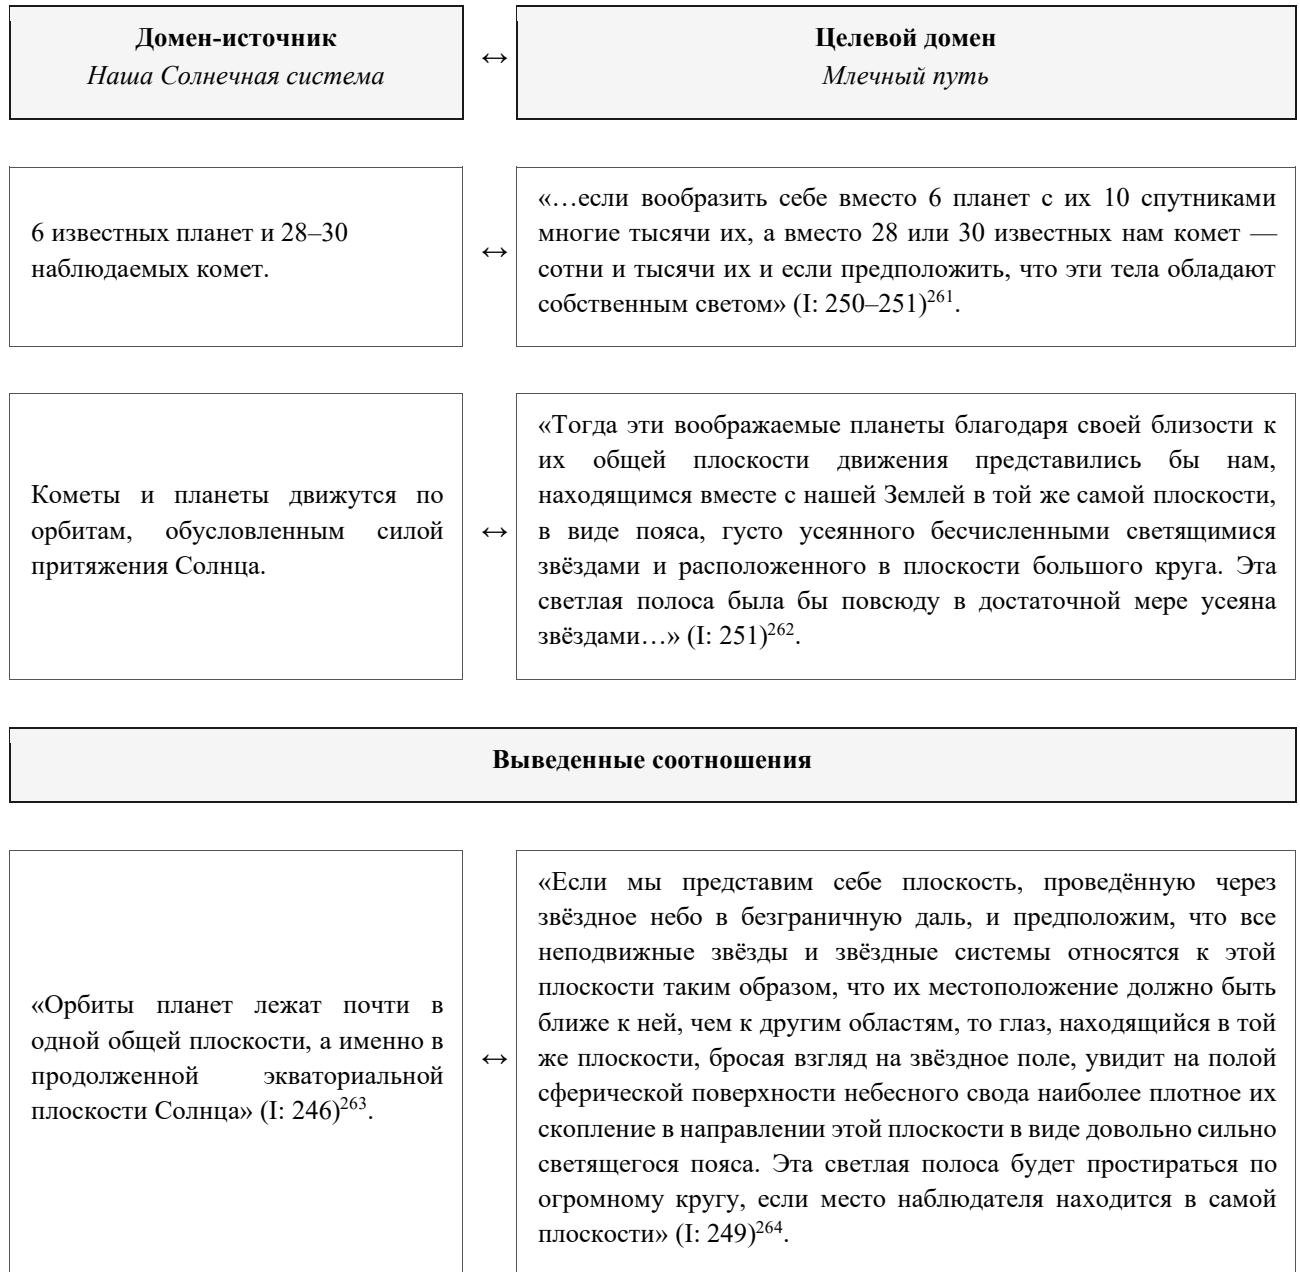 Домен-источник
Наша Солнечная система
↔
Целевой домен
Млечный путь
6 известных планет и 28–30
наблюдаемых комет.
↔
«…если вообразить себе вместо 6 планет с их 10 спутниками
многие тысячи их, а вместо 28 или 30 известных нам комет —
сотни и тысячи их и если предположить, что эти тела обладают
собственным светом» (I: 250–251)261.
Кометы и планеты движутся по
орбитам, обусловленным силой
притяжения Солнца.
↔
«Тогда эти воображаемые планеты благодаря своей близости к
их общей плоскости движения представились бы нам,
находящимся вместе с нашей Землей в той же самой плоскости,
в виде пояса, густо усеянного бесчисленными светящимися
звёздами и расположенного в плоскости большого круга. Эта
светлая полоса была бы повсюду в достаточной мере усеяна
звёздами…» (I: 251)262.
Выведенные соотношения
«Орбиты планет лежат почти в
одной общей плоскости, а именно в
продолженной экваториальной
плоскости Солнца» (I: 246)263.
↔
«Если мы представим себе плоскость, проведённую через
звёздное небо в безграничную даль, и предположим, что все
неподвижные звёзды и звёздные системы относятся к этой
плоскости таким образом, что их местоположение должно быть
ближе к ней, чем к другим областям, то глаз, находящийся в той
же плоскости, бросая взгляд на звёздное поле, увидит на полой
сферической поверхности небесного свода наиболее плотное их
скопление в направлении этой плоскости в виде довольно сильно
светящегося пояса. Эта светлая полоса будет простираться по
огромному кругу, если место наблюдателя находится в самой
плоскости» (I: 249)264.